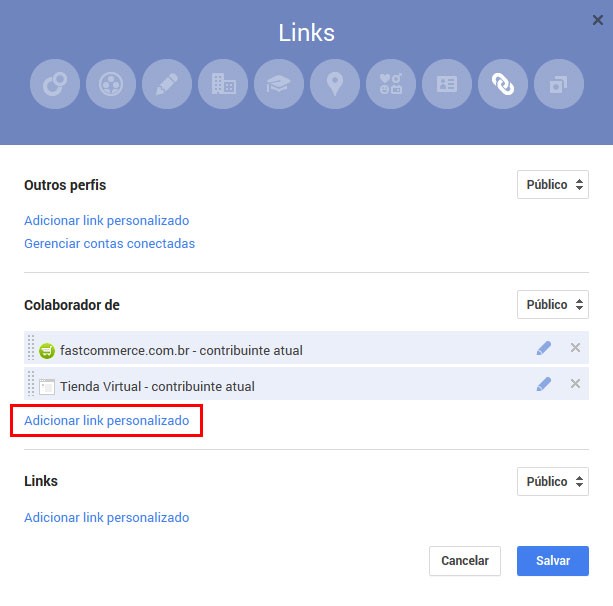 Links
Outros perfis
Público
Adicionar link personalizado
Gerenciar contas conectadas
Colaborador de
Público
fastcommerce.com.br - contribuinte atual
Tienda Virtual - contribuinte atual
Adicionar link personalizado
Links
Público
Adicionar link personalizado
Cancelar
Salvar